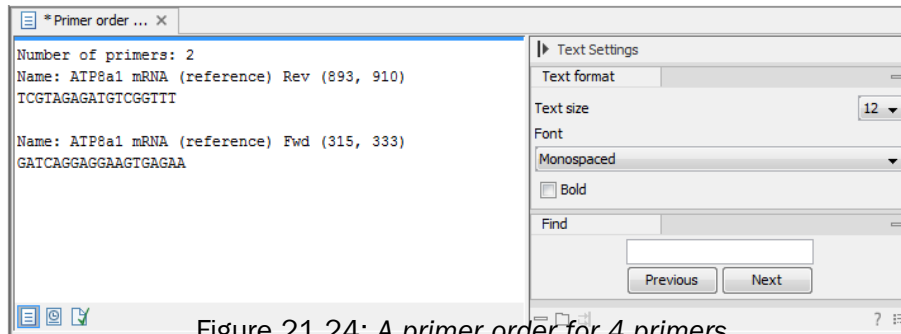 * Primer order ...
Number of primers: 2
Name: ATP8a1 mRNA (reference) Rev (893, 910)
TCGTAGAGATGTCGGTTT
Name: ATP8a1 mRNA (reference) Fwd (315, 333)
GATCAGGAGGAAGTGAGAA
Text Settings
Text format
Text size
12
Font
Monospaced
Bold
Find
Previous Next
?
Figure 21.24: A primer order for 4 primers